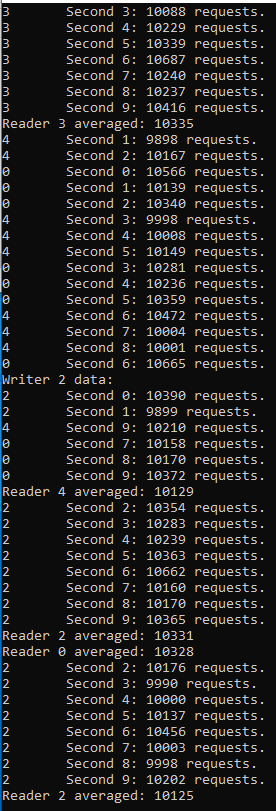 3 Second 3: 10088 requests.
3 Second 4: 10229 requests.
3 Second 5: 10339 requests.
3 Second 6: 10687 requests.
3 Second 7: 10240 requests.
3 Second 8: 10237 requests.
3 Second 9: 10416 requests.
Reader 3 averaged: 10335
4 Second 1: 9898 requests.
4 Second 2: 10167 requests.
0 Second 0: 10566 requests.
0 Second 1: 10139 requests.
0 Second 2: 10340 requests.
4 Second 3: 9998 requests.
4 Second 4: 10008 requests.
4 Second 5: 10149 requests.
0 Second 3: 10281 requests.
0 Second 4: 10236 requests.
0 Second 5: 10359 requests.
4 Second 6: 10472 requests.
4 Second 7: 10004 requests.
4 Second 8: 10001 requests.
0 Second 6: 10665 requests.
Writer 2 data:
2 Second 0: 10390 requests.
2 Second 1: 9899 requests.
4 Second 9: 10210 requests.
0 Second 7: 10158 requests.
0 Second 8: 10170 requests.
0 Second 9: 10372 requests.
Reader 4 averaged: 10129
2 Second 2: 10354 requests.
2 Second 3: 10283 requests.
2 Second 4: 10239 requests.
2 Second 5: 10363 requests.
2 Second 6: 10662 requests.
2 Second 7: 10160 requests.
2 Second 8: 10170 requests.
2 Second 9: 10365 requests.
Reader 2 averaged: 10331
Reader 0 averaged: 10328
2 Second 2: 10176 requests.
2 Second 3: 9990 requests.
2 Second 4: 10000 requests.
2 Second 5: 10137 requests.
2 Second 6: 10456 requests.
2 Second 7: 10003 requests.
2 Second 8: 9998 requests.
2 Second 9: 10202 requests.
Reader 2 averaged: 10125